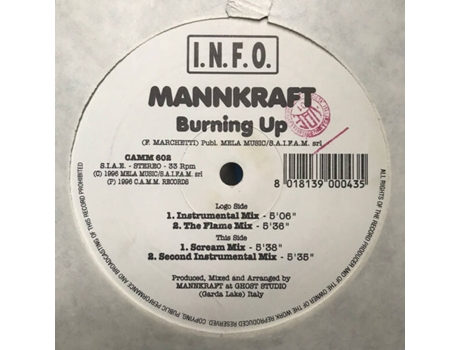 I.N.F.O.
MANNKRAFT
Burning Up
(F. MARCHETTI) Publ. MELA MUSIC/S.A.I.F.A.M. srl
CAMM 602
S.I.A.E. - STEREO - 33 Rpm
(C) 1996 MELA MUSIC/S.A.I.F.A.M. srl
(P) 1996 C.A.M.M. RECORDS
8 018139 000435
Logo Side
1. Instrumental Mix - 5'06"
2. The Flame Mix - 5'36"
This Side
1. Scream Mix - 5'38"
2. Second Instrumental Mix - 5'35"
Produced, Mixed and Arranged by
MANNKRAFT at GHOST STUDIO
(Garda Lake) Italy
ALL RIGHTS OF THE RECORD PRODUCER AND OF THE OWNER OF THE WORK REPRODUCED RESERVED. COPYING, PUBLIC PERFORMANCE AND BROADCASTING OF THIS RECORD PROHIBITED